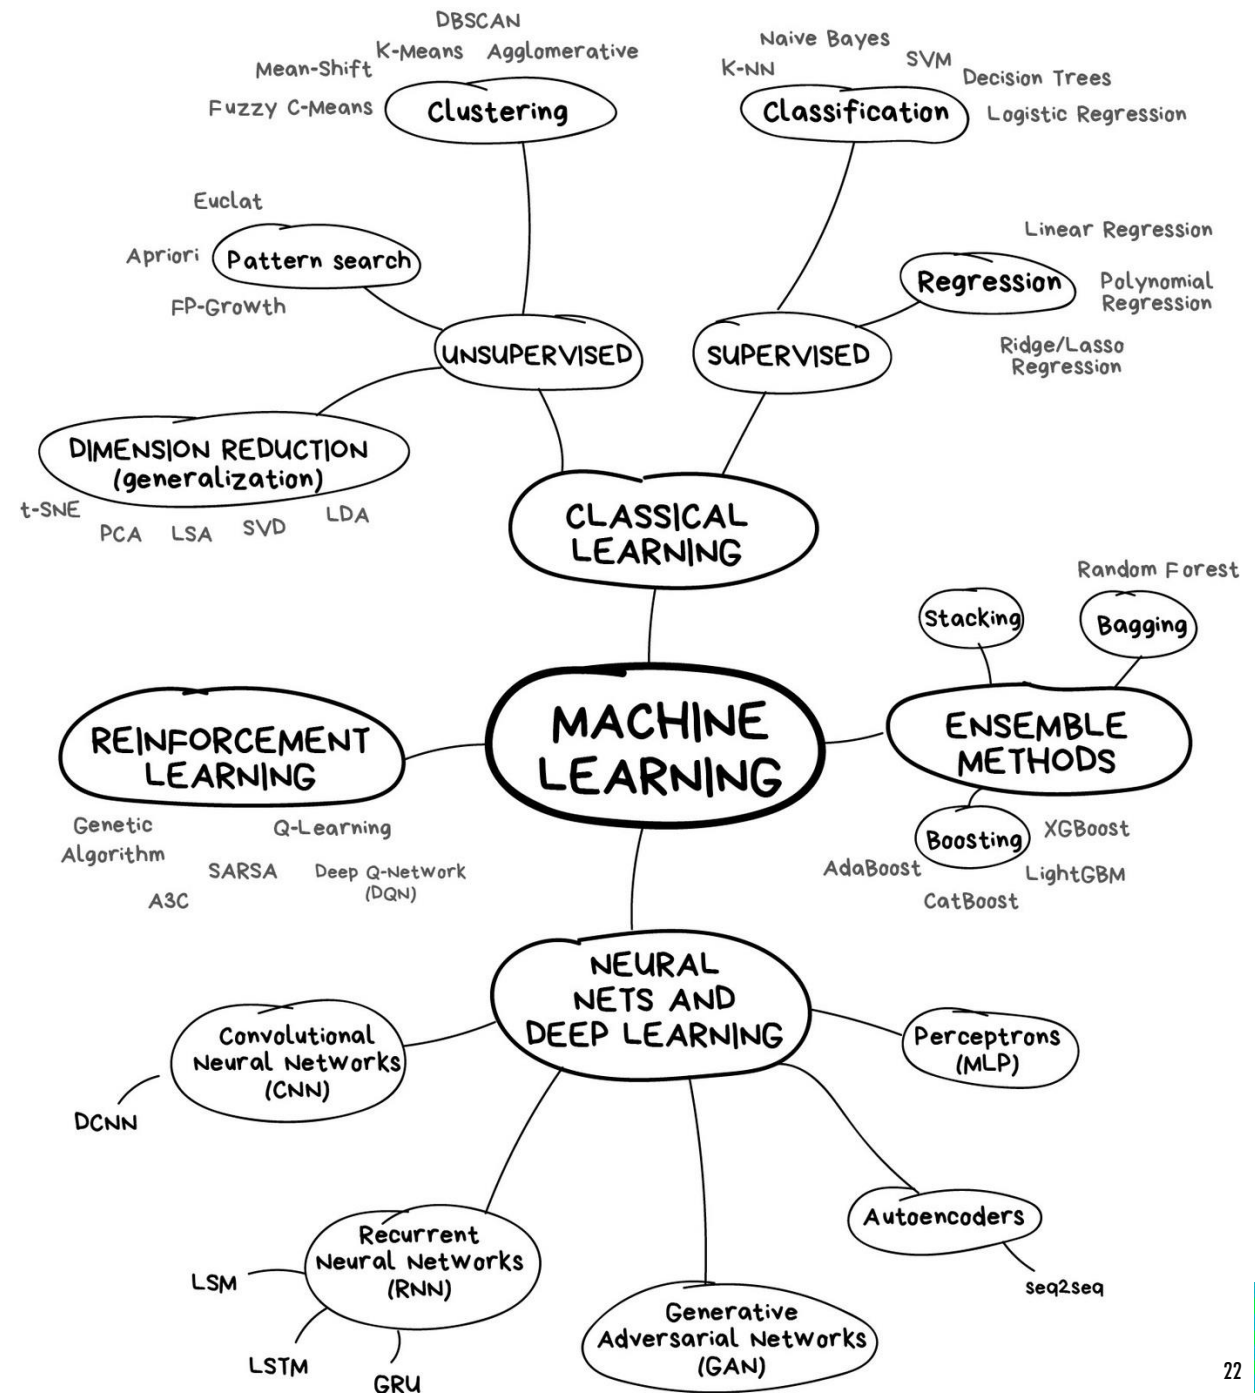 DBSCAN
K-Means
Agglomerative
Mean-Shift
Fuzzy C-Means
Clustering
Naive Bayes
K-NN
SVM
Decision Trees
Classification
Logistic Regression
Euclat
Apriori
Pattern search
FP-Growth
Linear Regression
Regression
Polynomial
Regression
Ridge/Lasso
Regression
UNSUPERVISED
SUPERVISED
DIMENSION REDUCTION
(generalization)
t-SNE
PCA
LSA
SVD
LDA
CLASSICAL
LEARNING
Random Forest
Stacking
Bagging
MACHINE
LEARNING
REINFORCEMENT
LEARNING
ENSEMBLE
METHODS
Genetic
Algorithm
Q-Learning
SARSA
Deep Q-Network
(DQN)
A3C
Boosting
XGBoost
AdaBoost
LightGBM
CatBoost
NEURAL
NETS AND
DEEP LEARNING
Convolutional
Neural Networks
(CNN)
DCNN
Perceptrons
(MLP)
Autoencoders
seq2seq
Recurrent
Neural Networks
(RNN)
LSM
LSTM
GRU
Generative
Adversarial Networks
(GAN)
22